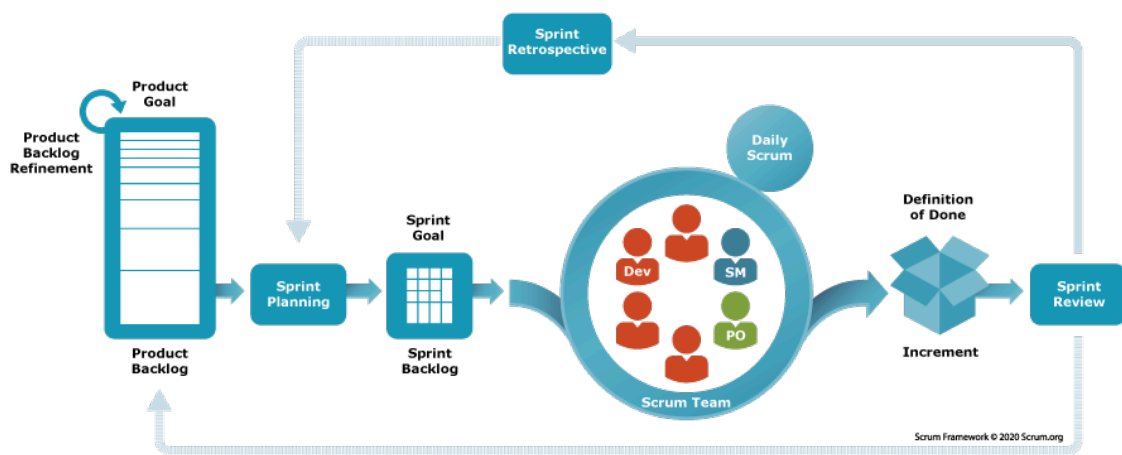 Sprint
Retrospective
Product
Goal
Product
Backlog
Refinement
Daily
Scrum
Sprint
Goal
Definition
of Done
Dev
SM
Sprint
Planning
Sprint
Review
PO
Product
Backlog
Sprint
Backlog
Increment
Scrum Team
Scrum Framework © 2020 Scrum.org